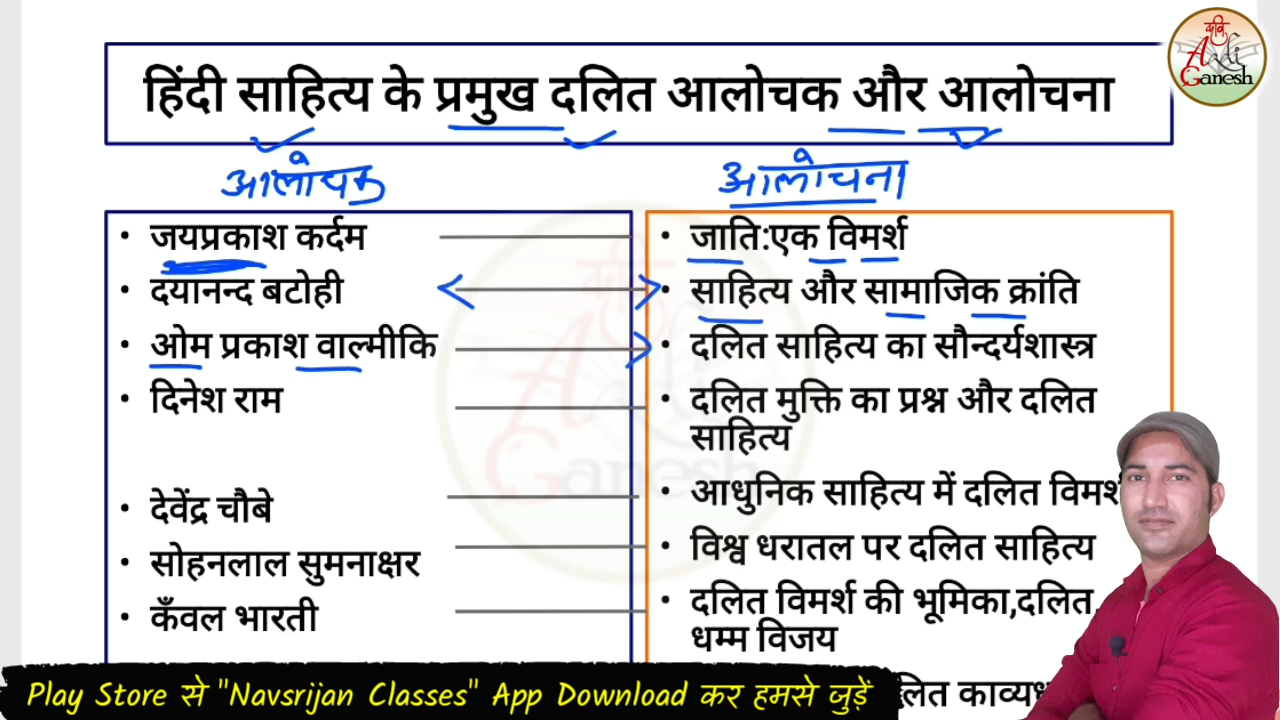 हिंदी साहित्य के प्रमुख दलित आलोचक और आलोचना
कवि
Aadi
Ganesh
आलोचक
आलोचना
• जयप्रकाश कर्दम
• जाति:एक विमर्श
• दयानन्द बटोही
• साहित्य और सामाजिक क्रांति
• ओम प्रकाश वाल्मीकि
• दलित साहित्य का सौन्दर्यशास्त्र
• दिनेश राम
• दलित मुक्ति का प्रश्न और दलित
साहित्य
• देवेंद्र चौबे
• आधुनिक साहित्य में दलित विमर्श
• सोहनलाल सुमनाक्षर
• विश्व धरातल पर दलित साहित्य
• कँवल भारती
• दलित विमर्श की भूमिका,दलित
धम्म विजय
Play Store से "Navsrijan Classes" App Download कर हमसे जुड़ें